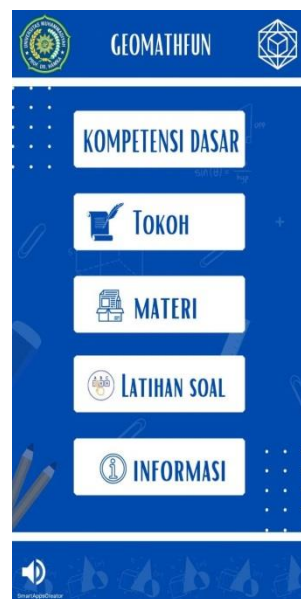 GEOMATHFUN
KOMPETENSI DASAR
TOKOH
MATERI
LATIHAN SOAL
INFORMASI
SmartAppsCreator